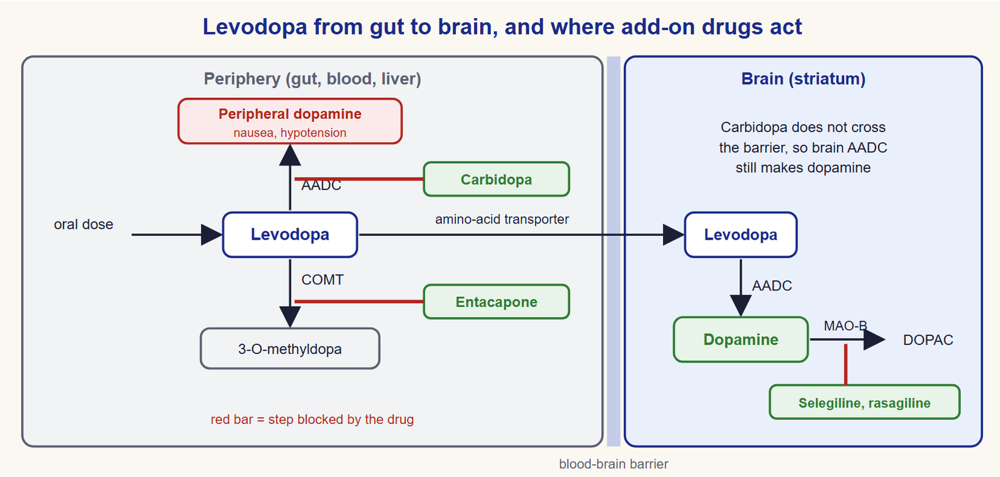 Levodopa from gut to brain, and where add-on drugs act
Periphery (gut, blood, liver)
Peripheral dopamine
nausea, hypotension
AADC
Carbidopa
oral dose
Levodopa
amino-acid transporter
COMT
Entacapone
3-O-methyldopa
red bar = step blocked by the drug
blood-brain barrier
Brain (striatum)
Carbidopa does not cross
the barrier, so brain AADC
still makes dopamine
Levodopa
AADC
Dopamine
MAO-B
DOPAC
Selegiline, rasagiline